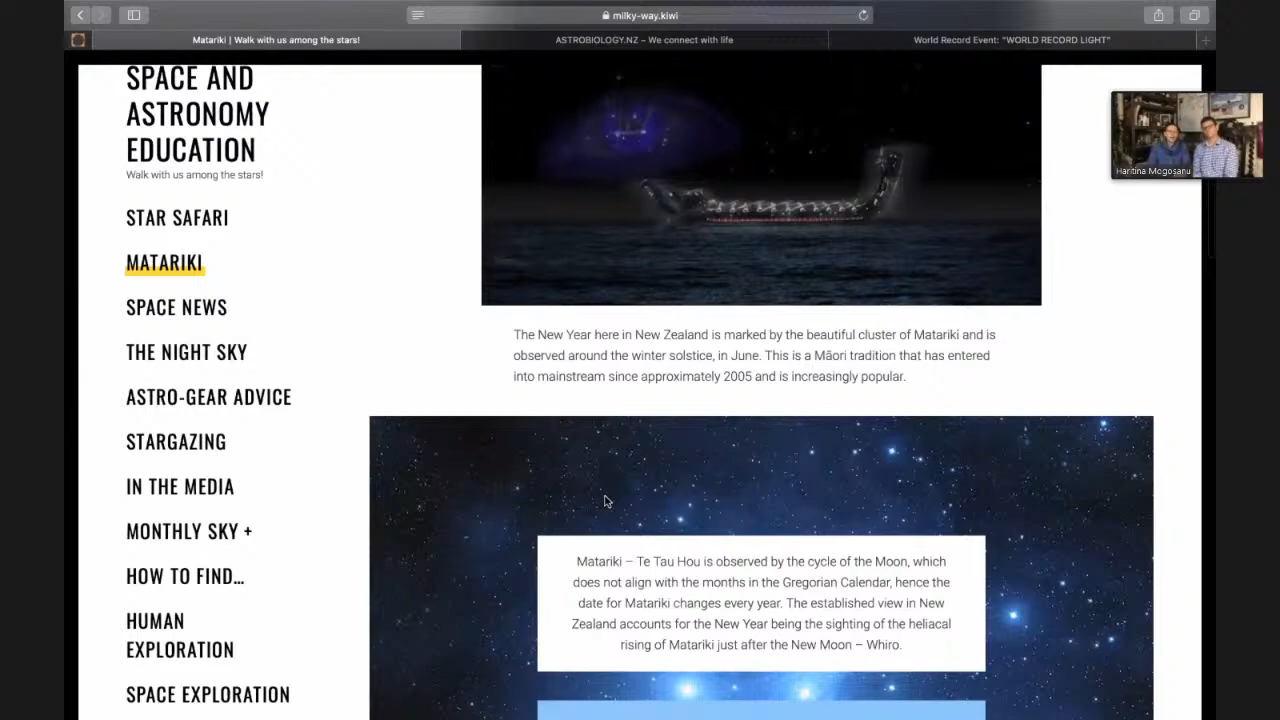 milky-way.kiwi
Matariki | Walk with us among the stars!
ASTROBIOLOGY.NZ – We connect with life
World Record Event: "WORLD RECORD LIGHT"
SPACE AND
ASTRONOMY
EDUCATION
Walk with us among the stars!
STAR SAFARI
MATARIKI
SPACE NEWS
THE NIGHT SKY
ASTRO-GEAR ADVICE
STARGAZING
IN THE MEDIA
MONTHLY SKY +
HOW TO FIND...
HUMAN
EXPLORATION
SPACE EXPLORATION
Haritina Mogoșanu
The New Year here in New Zealand is marked by the beautiful cluster of Matariki and is
observed around the winter solstice, in June. This is a Māori tradition that has entered
into mainstream since approximately 2005 and is increasingly popular.
Matariki – Te Tau Hou is observed by the cycle of the Moon, which
does not align with the months in the Gregorian Calendar, hence the
date for Matariki changes every year. The established view in New
Zealand accounts for the New Year being the sighting of the heliacal
rising of Matariki just after the New Moon – Whiro.